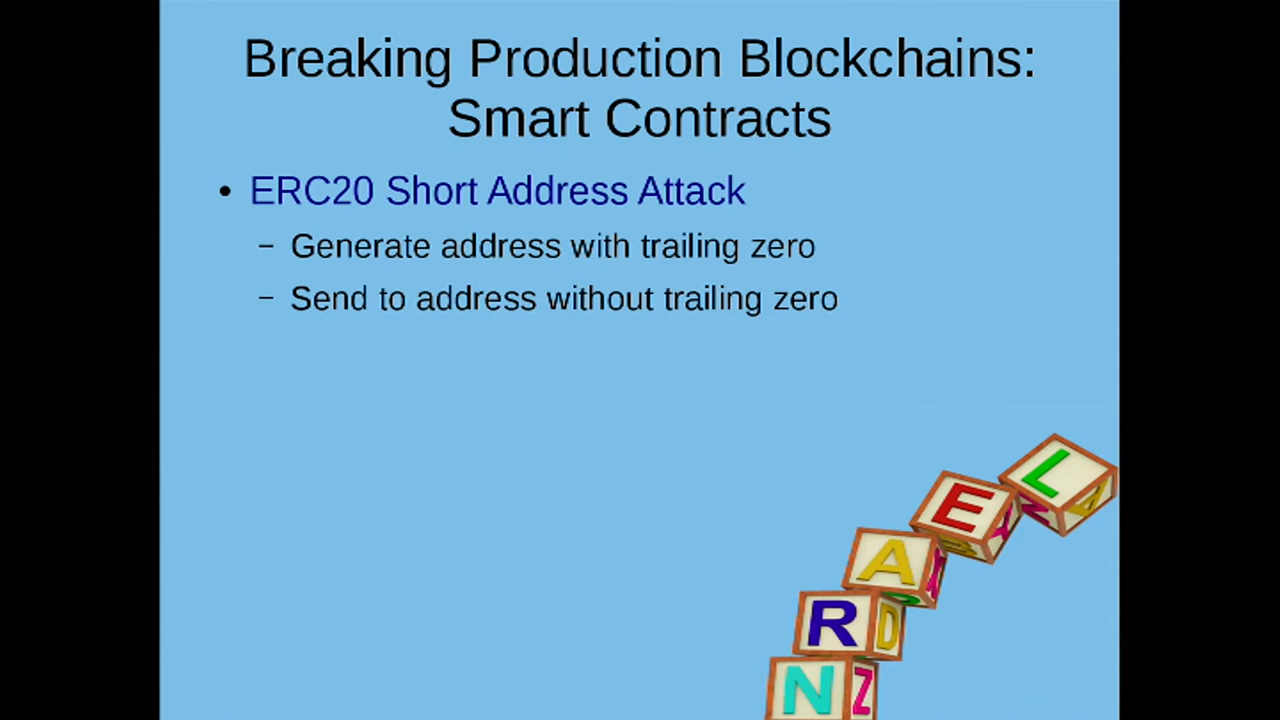 Breaking Production Blockchains:
Smart Contracts
• ERC20 Short Address Attack
– Generate address with trailing zero
– Send to address without trailing zero
L
E
A
R D
N Z